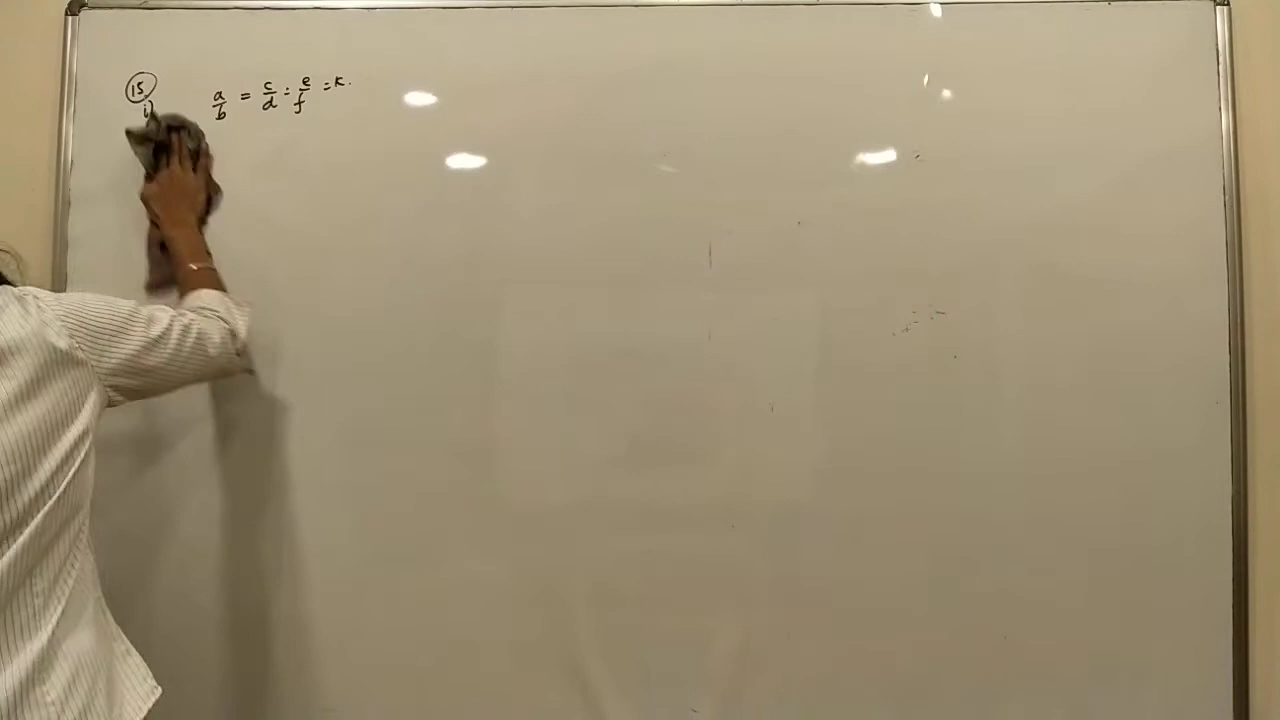 15
i) a/b = c/d = e/f = k.